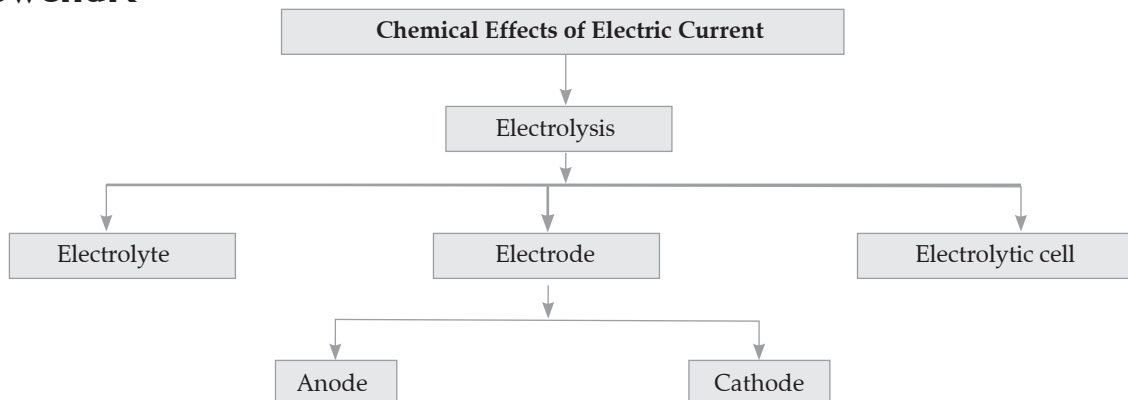 Chemical Effects of Electric Current
Electrolysis
Electrolyte
Electrode
Electrolytic cell
Anode
Cathode